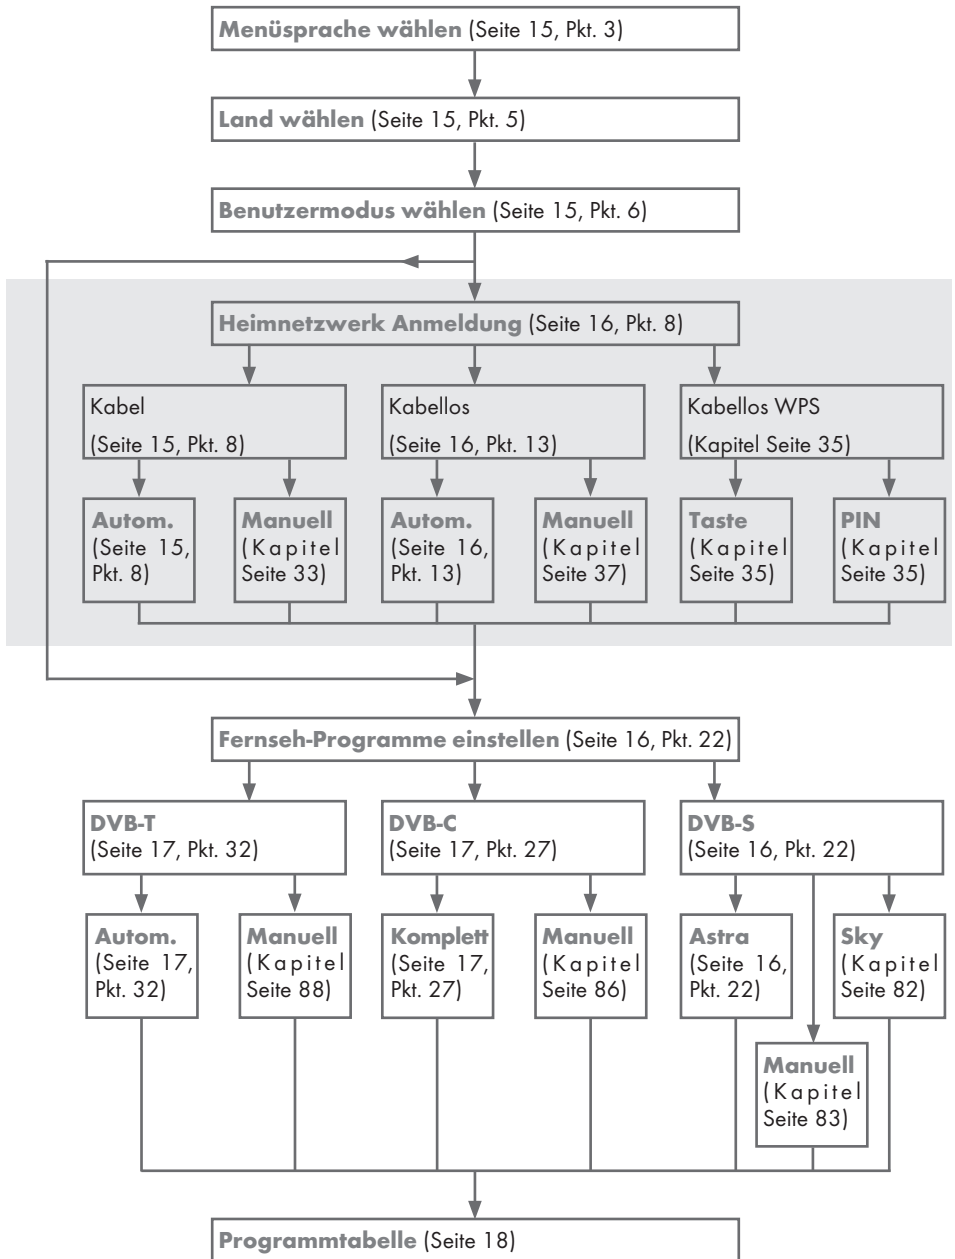 Menüsprache wählen (Seite 15, Pkt. 3)
Land wählen (Seite 15, Pkt. 5)
Benutzermodus wählen (Seite 15, Pkt. 6)
Heimnetzwerk Anmeldung (Seite 16, Pkt. 8)
Kabel
(Seite 15, Pkt. 8)
Kabellos
(Seite 16, Pkt. 13)
Kabellos WPS
(Kapitel Seite 35)
Autom.
(Seite 15,
Pkt. 8)
Manuell
(Kapitel
Seite 33)
Autom.
(Seite 16,
Pkt. 13)
Manuell
(Kapitel
Seite 37)
Taste
(Kapitel
Seite 35)
PIN
(Kapitel
Seite 35)
Fernseh-Programme einstellen (Seite 16, Pkt. 22)
DVB-T
(Seite 17, Pkt. 32)
DVB-C
(Seite 17, Pkt. 27)
DVB-S
(Seite 16, Pkt. 22)
Autom.
(Seite 17,
Pkt. 32)
Manuell
(Kapitel
Seite 88)
Komplett
(Seite 17,
Pkt. 27)
Manuell
(Kapitel
Seite 86)
Astra
(Seite 16,
Pkt. 22)
Sky
(Kapitel
Seite 82)
Manuell
(Kapitel
Seite 83)
Programmtabelle (Seite 18)